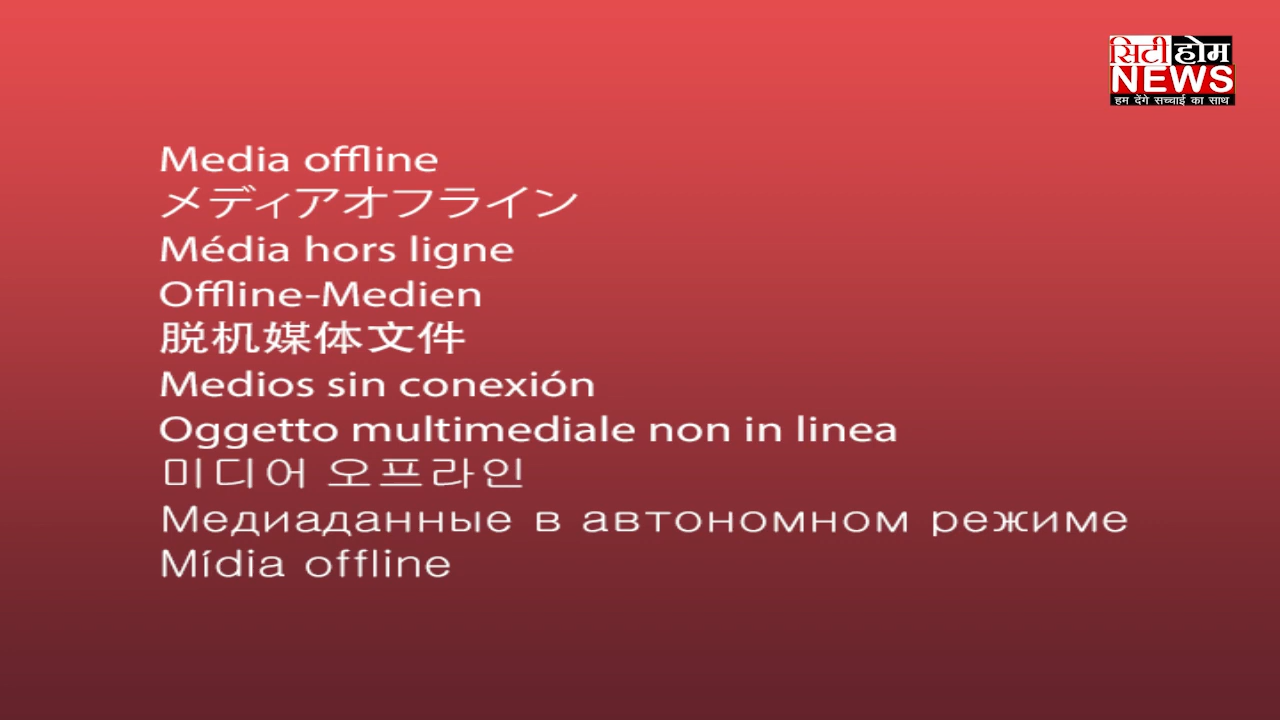 सिटी होम
NEWS
हम देंगे सच्चाई का साथ
Media offline
メディアオフライン
Média hors ligne
Offline-Medien
脱机媒体文件
Medios sin conexión
Oggetto multimediale non in linea
미디어 오프라인
Медиаданные в автономном режиме
Mídia offline